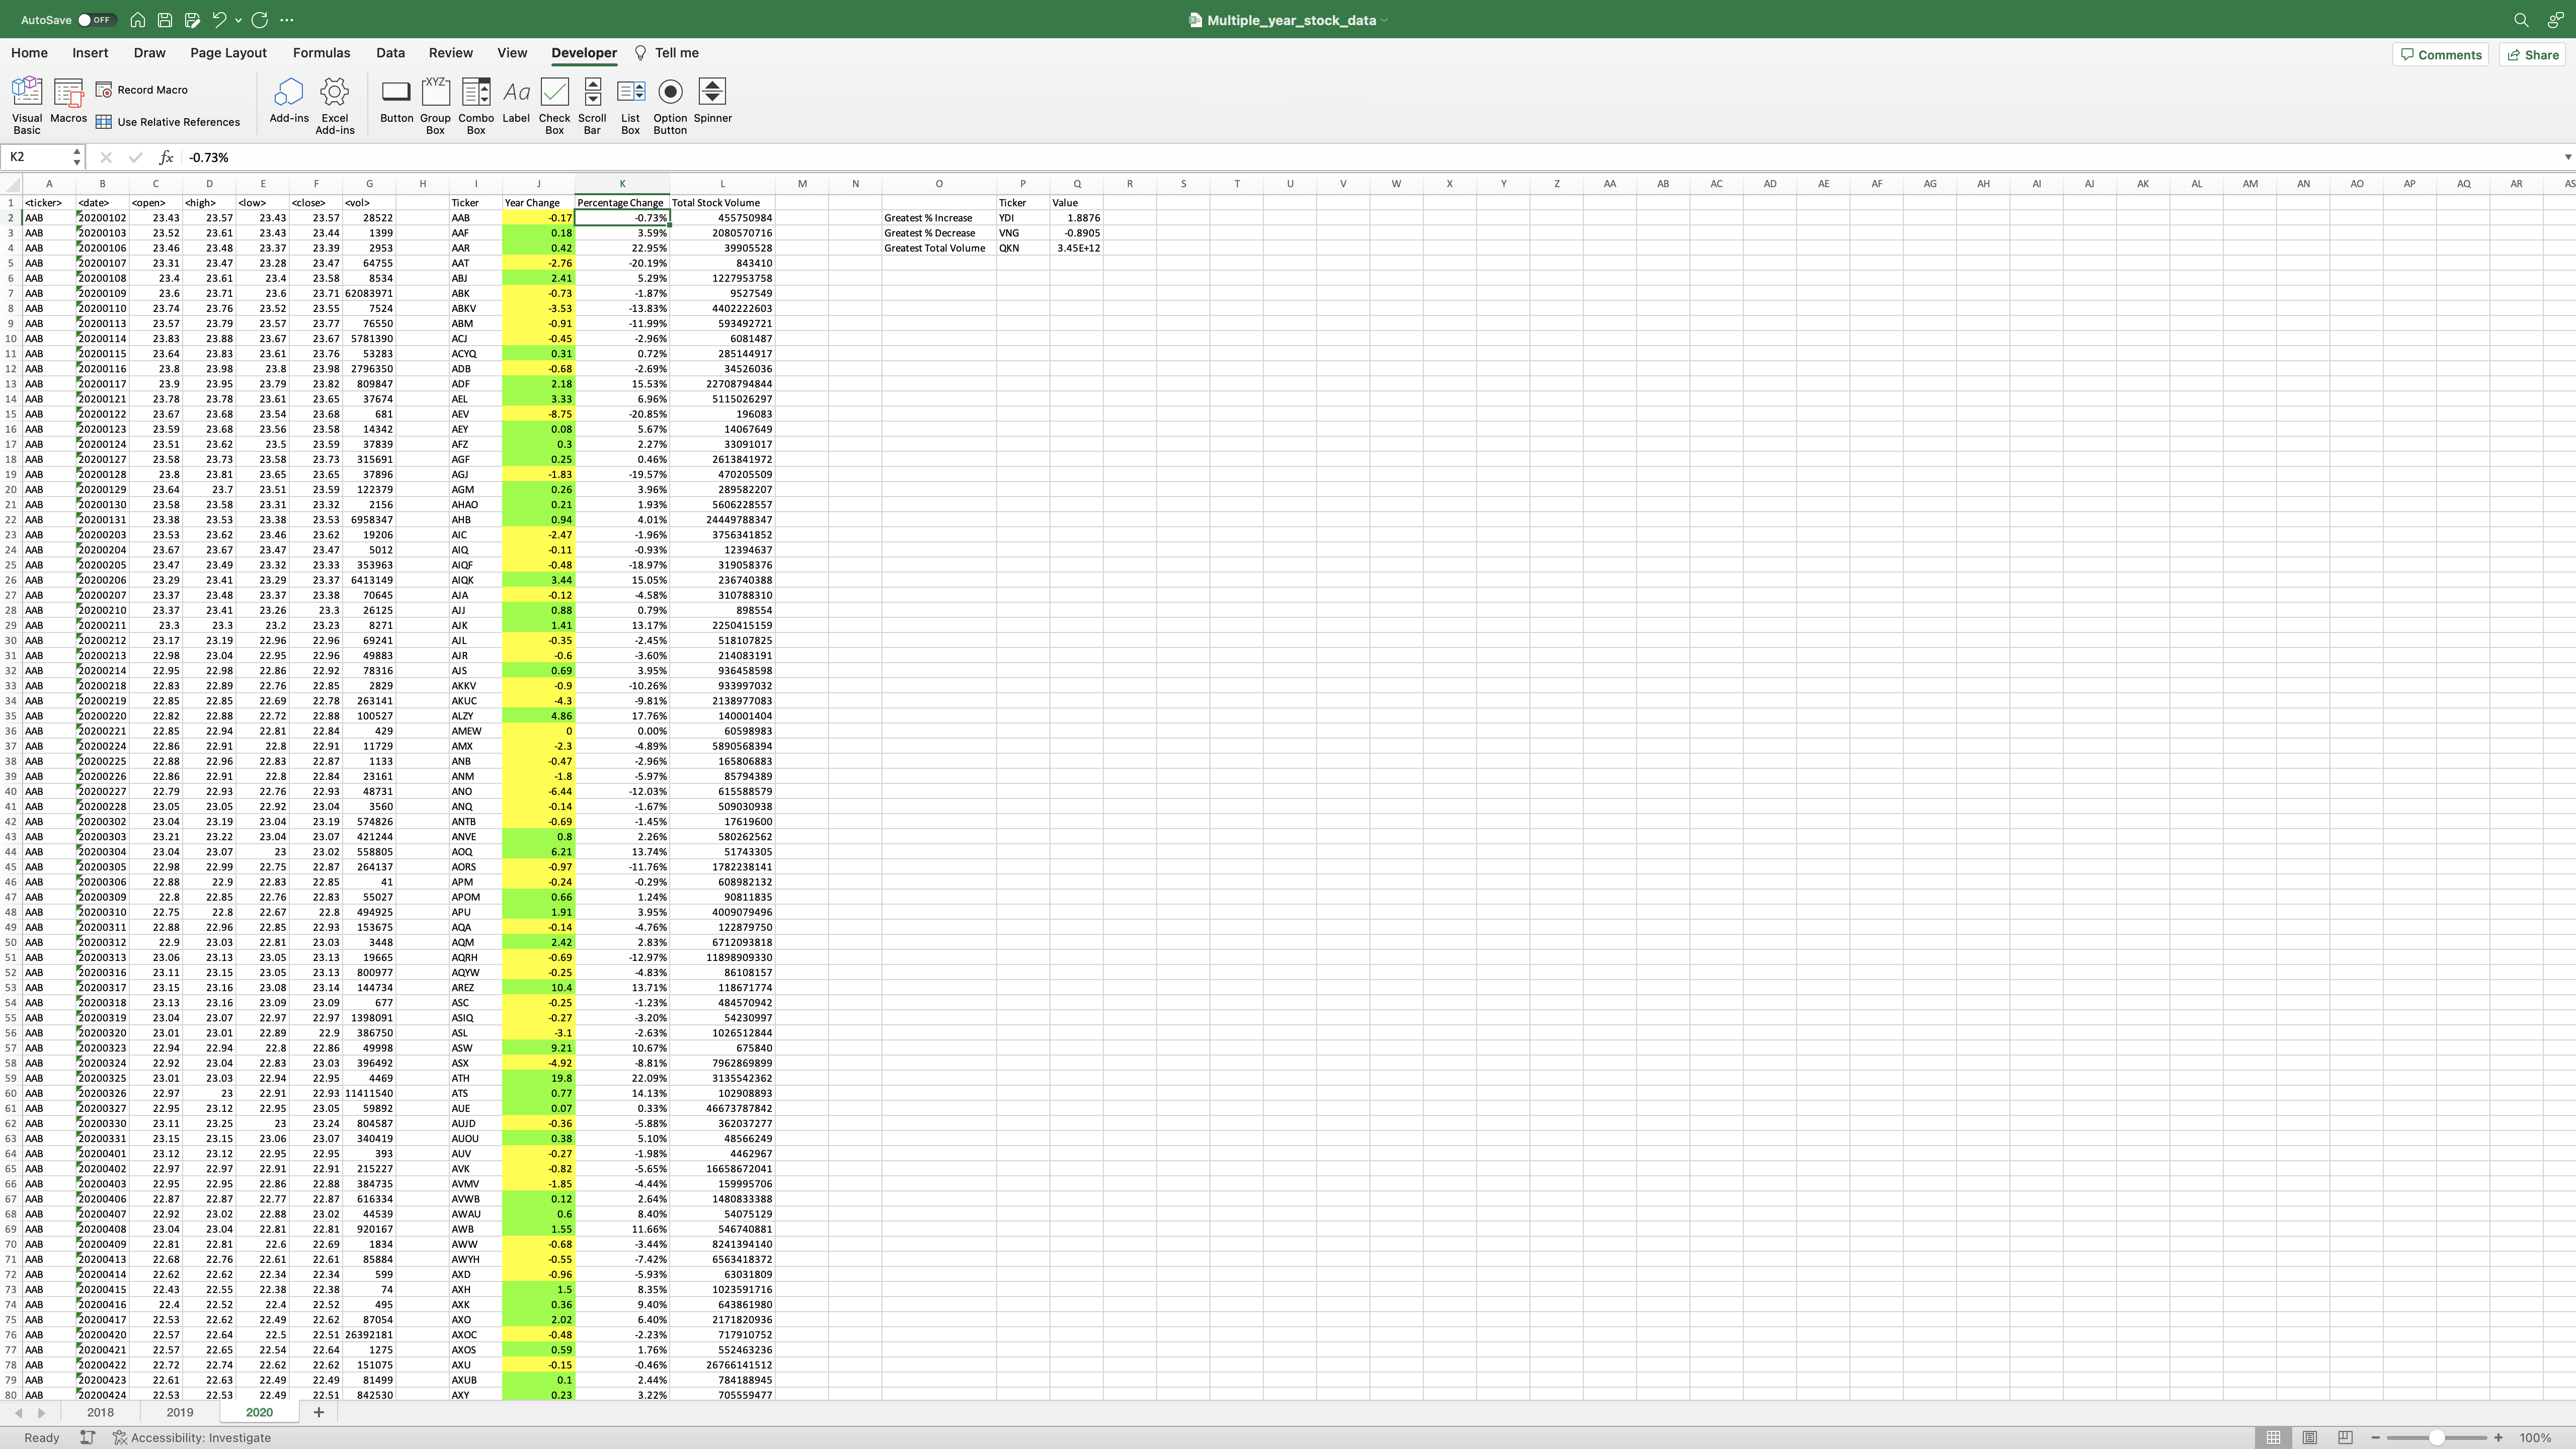 AutoSave OFF
Multiple_year_stock_data
Home Insert Draw Page Layout Formulas Data Review View Developer Tell me
Comments Share
Visual Basic Macros Record Macro Use Relative References Add-ins Excel Add-ins Button Group Box Combo Box Label Check Box Scroll Bar List Box Option Button Spinner
K2 fx -0.73%
A B C D E F G H I J K L M N O P Q R S T U V W X Y Z AA AB AC AD AE AF AG AH AI AJ AK AL AM AN AO AP AQ AR AS
1 <ticker> <date> <open> <high> <low> <close> <vol> Ticker Year Change Percentage Change Total Stock Volume Ticker Value
2 AAB 20200102 23.43 23.57 23.43 23.57 28522 AAB -0.17 -0.73% 455750984 Greatest % Increase YDI 1.8876
3 AAB 20200103 23.52 23.61 23.43 23.44 1399 AAF 0.18 3.59% 2080570716 Greatest % Decrease VNG -0.8905
4 AAB 20200106 23.46 23.48 23.37 23.39 2953 AAR 0.42 22.95% 39905528 Greatest Total Volume QKN 3.45E+12
5 AAB 20200107 23.31 23.47 23.28 23.47 64755 AAT -2.76 -20.19% 843410
6 AAB 20200108 23.4 23.61 23.4 23.58 8534 ABJ 2.41 5.29% 1227953758
7 AAB 20200109 23.6 23.71 23.6 23.71 62083971 ABK -0.73 -1.87% 9527549
8 AAB 20200110 23.74 23.76 23.52 23.55 7524 ABKV -3.53 -13.83% 4402222603
9 AAB 20200113 23.57 23.79 23.57 23.77 76550 ABM -0.91 -11.99% 593492721
10 AAB 20200114 23.83 23.88 23.67 23.67 5781390 ACJ -0.45 -2.96% 6081487
11 AAB 20200115 23.64 23.83 23.61 23.76 53283 ACYQ 0.31 0.72% 285144917
12 AAB 20200116 23.8 23.98 23.8 23.98 2796350 ADB -0.68 -2.69% 34526036
13 AAB 20200117 23.9 23.95 23.79 23.82 809847 ADF 2.18 15.53% 22708794844
14 AAB 20200121 23.78 23.78 23.61 23.65 37674 AEL 3.33 6.96% 5115026297
15 AAB 20200122 23.67 23.68 23.54 23.68 681 AEV -8.75 -20.85% 196083
16 AAB 20200123 23.59 23.68 23.56 23.58 14342 AEY 0.08 5.67% 14067649
17 AAB 20200124 23.51 23.62 23.5 23.59 37839 AFZ 0.3 2.27% 33091017
18 AAB 20200127 23.58 23.73 23.58 23.73 315691 AGF 0.25 0.46% 2613841972
19 AAB 20200128 23.8 23.81 23.65 23.65 37896 AGJ -1.83 -19.57% 470205509
20 AAB 20200129 23.64 23.7 23.51 23.59 122379 AGM 0.26 3.96% 289582207
21 AAB 20200130 23.58 23.58 23.31 23.32 2156 AHAO 0.21 1.93% 5606228557
22 AAB 20200131 23.38 23.53 23.38 23.53 6958347 AHB 0.94 4.01% 24449788347
23 AAB 20200203 23.53 23.62 23.46 23.62 19206 AIC -2.47 -1.96% 3756341852
24 AAB 20200204 23.67 23.67 23.47 23.47 5012 AIQ -0.11 -0.93% 12394637
25 AAB 20200205 23.47 23.49 23.32 23.33 353963 AIQF -0.48 -18.97% 319058376
26 AAB 20200206 23.29 23.41 23.29 23.37 6413149 AIQK 3.44 15.05% 236740388
27 AAB 20200207 23.37 23.48 23.37 23.38 70645 AJA -0.12 -4.58% 310788310
28 AAB 20200210 23.37 23.41 23.26 23.3 26125 AJJ 0.88 0.79% 898554
29 AAB 20200211 23.3 23.3 23.2 23.23 8271 AJK 1.41 13.17% 2250415159
30 AAB 20200212 23.17 23.19 22.96 22.96 69241 AJL -0.35 -2.45% 518107825
31 AAB 20200213 22.98 23.04 22.95 22.96 49883 AJR -0.6 -3.60% 214083191
32 AAB 20200214 22.95 22.98 22.86 22.92 78316 AJS 0.69 3.95% 936458598
33 AAB 20200218 22.83 22.89 22.76 22.85 2829 AKKV -0.9 -10.26% 933997032
34 AAB 20200219 22.85 22.85 22.69 22.78 263141 AKUC -4.3 -9.81% 2138977083
35 AAB 20200220 22.82 22.88 22.72 22.88 100527 ALZY 4.86 17.76% 140001404
36 AAB 20200221 22.85 22.94 22.81 22.84 429 AMEW 0 0.00% 60598983
37 AAB 20200224 22.86 22.91 22.8 22.91 11729 AMX -2.3 -4.89% 5890568394
38 AAB 20200225 22.88 22.96 22.83 22.87 1133 ANB -0.47 -2.96% 165806883
39 AAB 20200226 22.86 22.91 22.8 22.84 23161 ANM -1.8 -5.97% 85794389
40 AAB 20200227 22.79 22.93 22.76 22.93 48731 ANO -6.44 -12.03% 615588579
41 AAB 20200228 23.05 23.05 22.92 23.04 3560 ANQ -0.14 -1.67% 509030938
42 AAB 20200302 23.04 23.19 23.04 23.19 574826 ANTB -0.69 -1.45% 17619600
43 AAB 20200303 23.21 23.22 23.04 23.07 421244 ANVE 0.8 2.26% 580262562
44 AAB 20200304 23.04 23.07 23 23.02 558805 AOQ 6.21 13.74% 51743305
45 AAB 20200305 22.98 22.99 22.75 22.87 264137 AORS -0.97 -11.76% 1782238141
46 AAB 20200306 22.88 22.9 22.83 22.85 41 APM -0.24 -0.29% 608982132
47 AAB 20200309 22.8 22.85 22.76 22.83 55027 APOM 0.66 1.24% 90811835
48 AAB 20200310 22.75 22.8 22.67 22.8 494925 APU 1.91 3.95% 4009079496
49 AAB 20200311 22.88 22.96 22.85 22.93 153675 AQA -0.14 -4.76% 122879750
50 AAB 20200312 22.9 23.03 22.81 23.03 3448 AQM 2.42 2.83% 6712093818
51 AAB 20200313 23.06 23.13 23.05 23.13 19665 AQRH -0.69 -12.97% 11898909330
52 AAB 20200316 23.11 23.15 23.05 23.13 800977 AQYW -0.25 -4.83% 86108157
53 AAB 20200317 23.15 23.16 23.08 23.14 144734 AREZ 10.4 13.71% 118671774
54 AAB 20200318 23.13 23.16 23.09 23.09 677 ASC -0.25 -1.23% 484570942
55 AAB 20200319 23.04 23.07 22.97 22.97 1398091 ASIQ -0.27 -3.20% 54230997
56 AAB 20200320 23.01 23.01 22.89 22.9 386750 ASL -3.1 -2.63% 1026512844
57 AAB 20200323 22.94 22.94 22.8 22.86 49998 ASW 9.21 10.67% 675840
58 AAB 20200324 22.92 23.04 22.83 23.03 396492 ASX -4.92 -8.81% 7962869899
59 AAB 20200325 23.01 23.03 22.94 22.95 4469 ATH 19.8 22.09% 3135542362
60 AAB 20200326 22.97 23 22.91 22.93 11411540 ATS 0.77 14.13% 102908893
61 AAB 20200327 22.95 23.12 22.95 23.05 59892 AUE 0.07 0.33% 46673787842
62 AAB 20200330 23.11 23.25 23 23.24 804587 AUJD -0.36 -5.88% 362037277
63 AAB 20200331 23.15 23.15 23.06 23.07 340419 AUOU 0.38 5.10% 48566249
64 AAB 20200401 23.12 23.12 22.95 22.95 393 AUV -0.27 -1.98% 4462967
65 AAB 20200402 22.97 22.97 22.91 22.91 215227 AVK -0.82 -5.65% 16658672041
66 AAB 20200403 22.95 22.95 22.86 22.88 384735 AVMV -1.85 -4.44% 159995706
67 AAB 20200406 22.87 22.87 22.77 22.87 616334 AVWB 0.12 2.64% 1480833388
68 AAB 20200407 22.92 23.02 22.88 23.02 44539 AWAU 0.6 8.40% 54075129
69 AAB 20200408 23.04 23.04 22.81 22.81 920167 AWB 1.55 11.66% 546740881
70 AAB 20200409 22.81 22.81 22.6 22.69 1834 AWW -0.68 -3.44% 8241394140
71 AAB 20200413 22.68 22.76 22.61 22.61 85884 AWYH -0.55 -7.42% 6563418372
72 AAB 20200414 22.62 22.62 22.34 22.34 599 AXD -0.96 -5.93% 63031809
73 AAB 20200415 22.43 22.55 22.38 22.38 74 AXH 1.5 8.35% 1023591716
74 AAB 20200416 22.4 22.52 22.4 22.52 495 AXK 0.36 9.40% 643861980
75 AAB 20200417 22.53 22.62 22.49 22.62 87054 AXO 2.02 6.40% 2171820936
76 AAB 20200420 22.57 22.64 22.5 22.51 26392181 AXOC -0.48 -2.23% 717910752
77 AAB 20200421 22.57 22.65 22.54 22.64 1275 AXOS 0.59 1.76% 552463236
78 AAB 20200422 22.72 22.74 22.62 22.62 151075 AXU -0.15 -0.46% 26766141512
79 AAB 20200423 22.61 22.63 22.49 22.49 81499 AXUB 0.1 2.44% 784188945
80 AAB 20200424 22.53 22.53 22.49 22.51 842530 AXY 0.23 3.22% 705559477
2018 2019 2020
Ready Accessibility: Investigate 100%